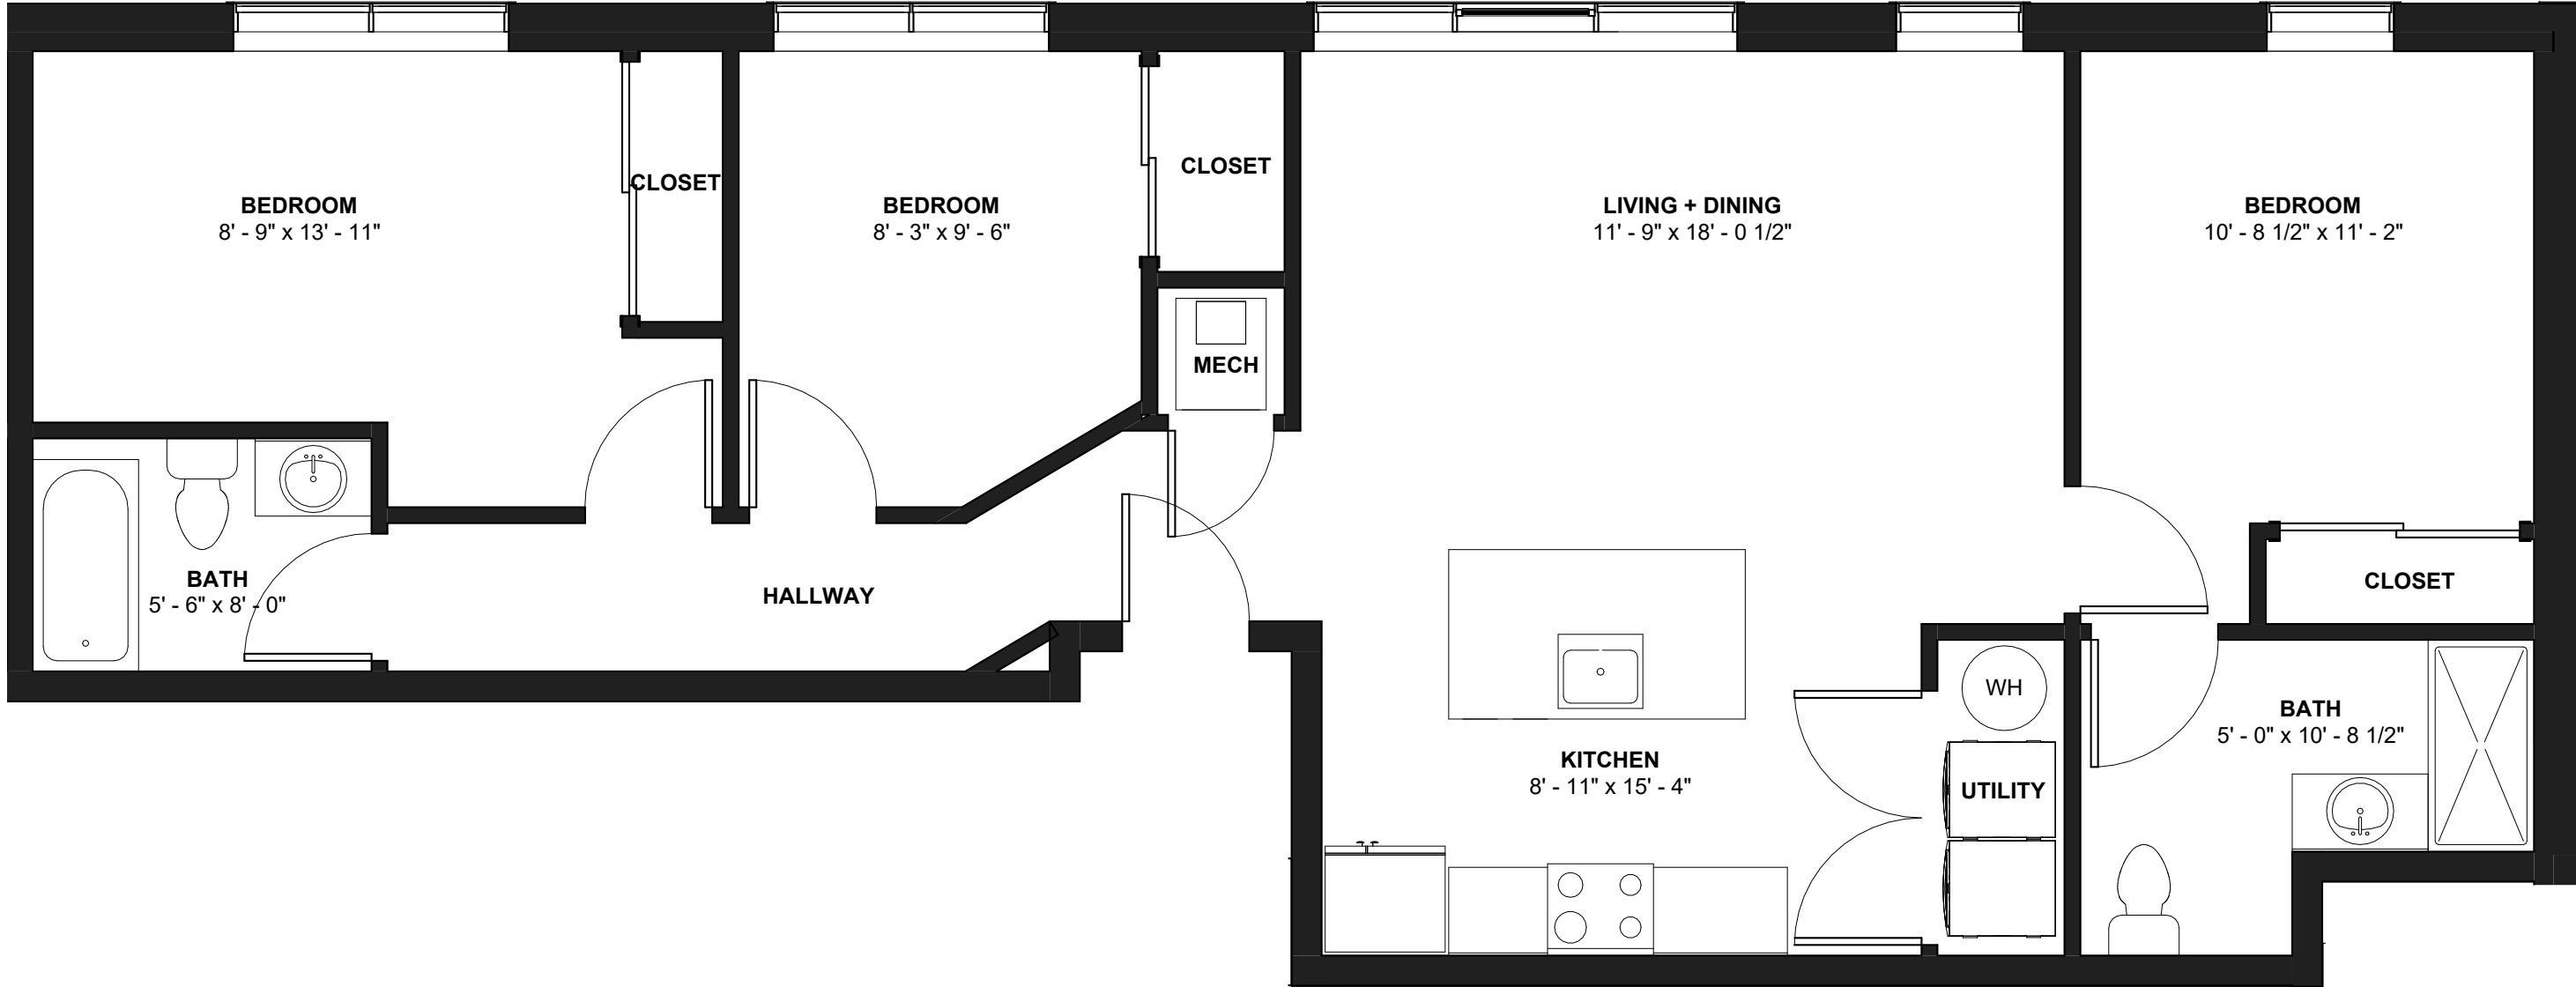 BEDROOM
8' - 9" x 13' - 11"
CLOSET
BEDROOM
8' - 3" x 9' - 6"
CLOSET
MECH
LIVING + DINING
11' - 9" x 18' - 0 1/2"
BEDROOM
10' - 8 1/2" x 11' - 2"
CLOSET
BATH
5' - 6" x 8' - 0"
HALLWAY
KITCHEN
8' - 11" x 15' - 4"
WH
UTILITY
BATH
5' - 0" x 10' - 8 1/2"